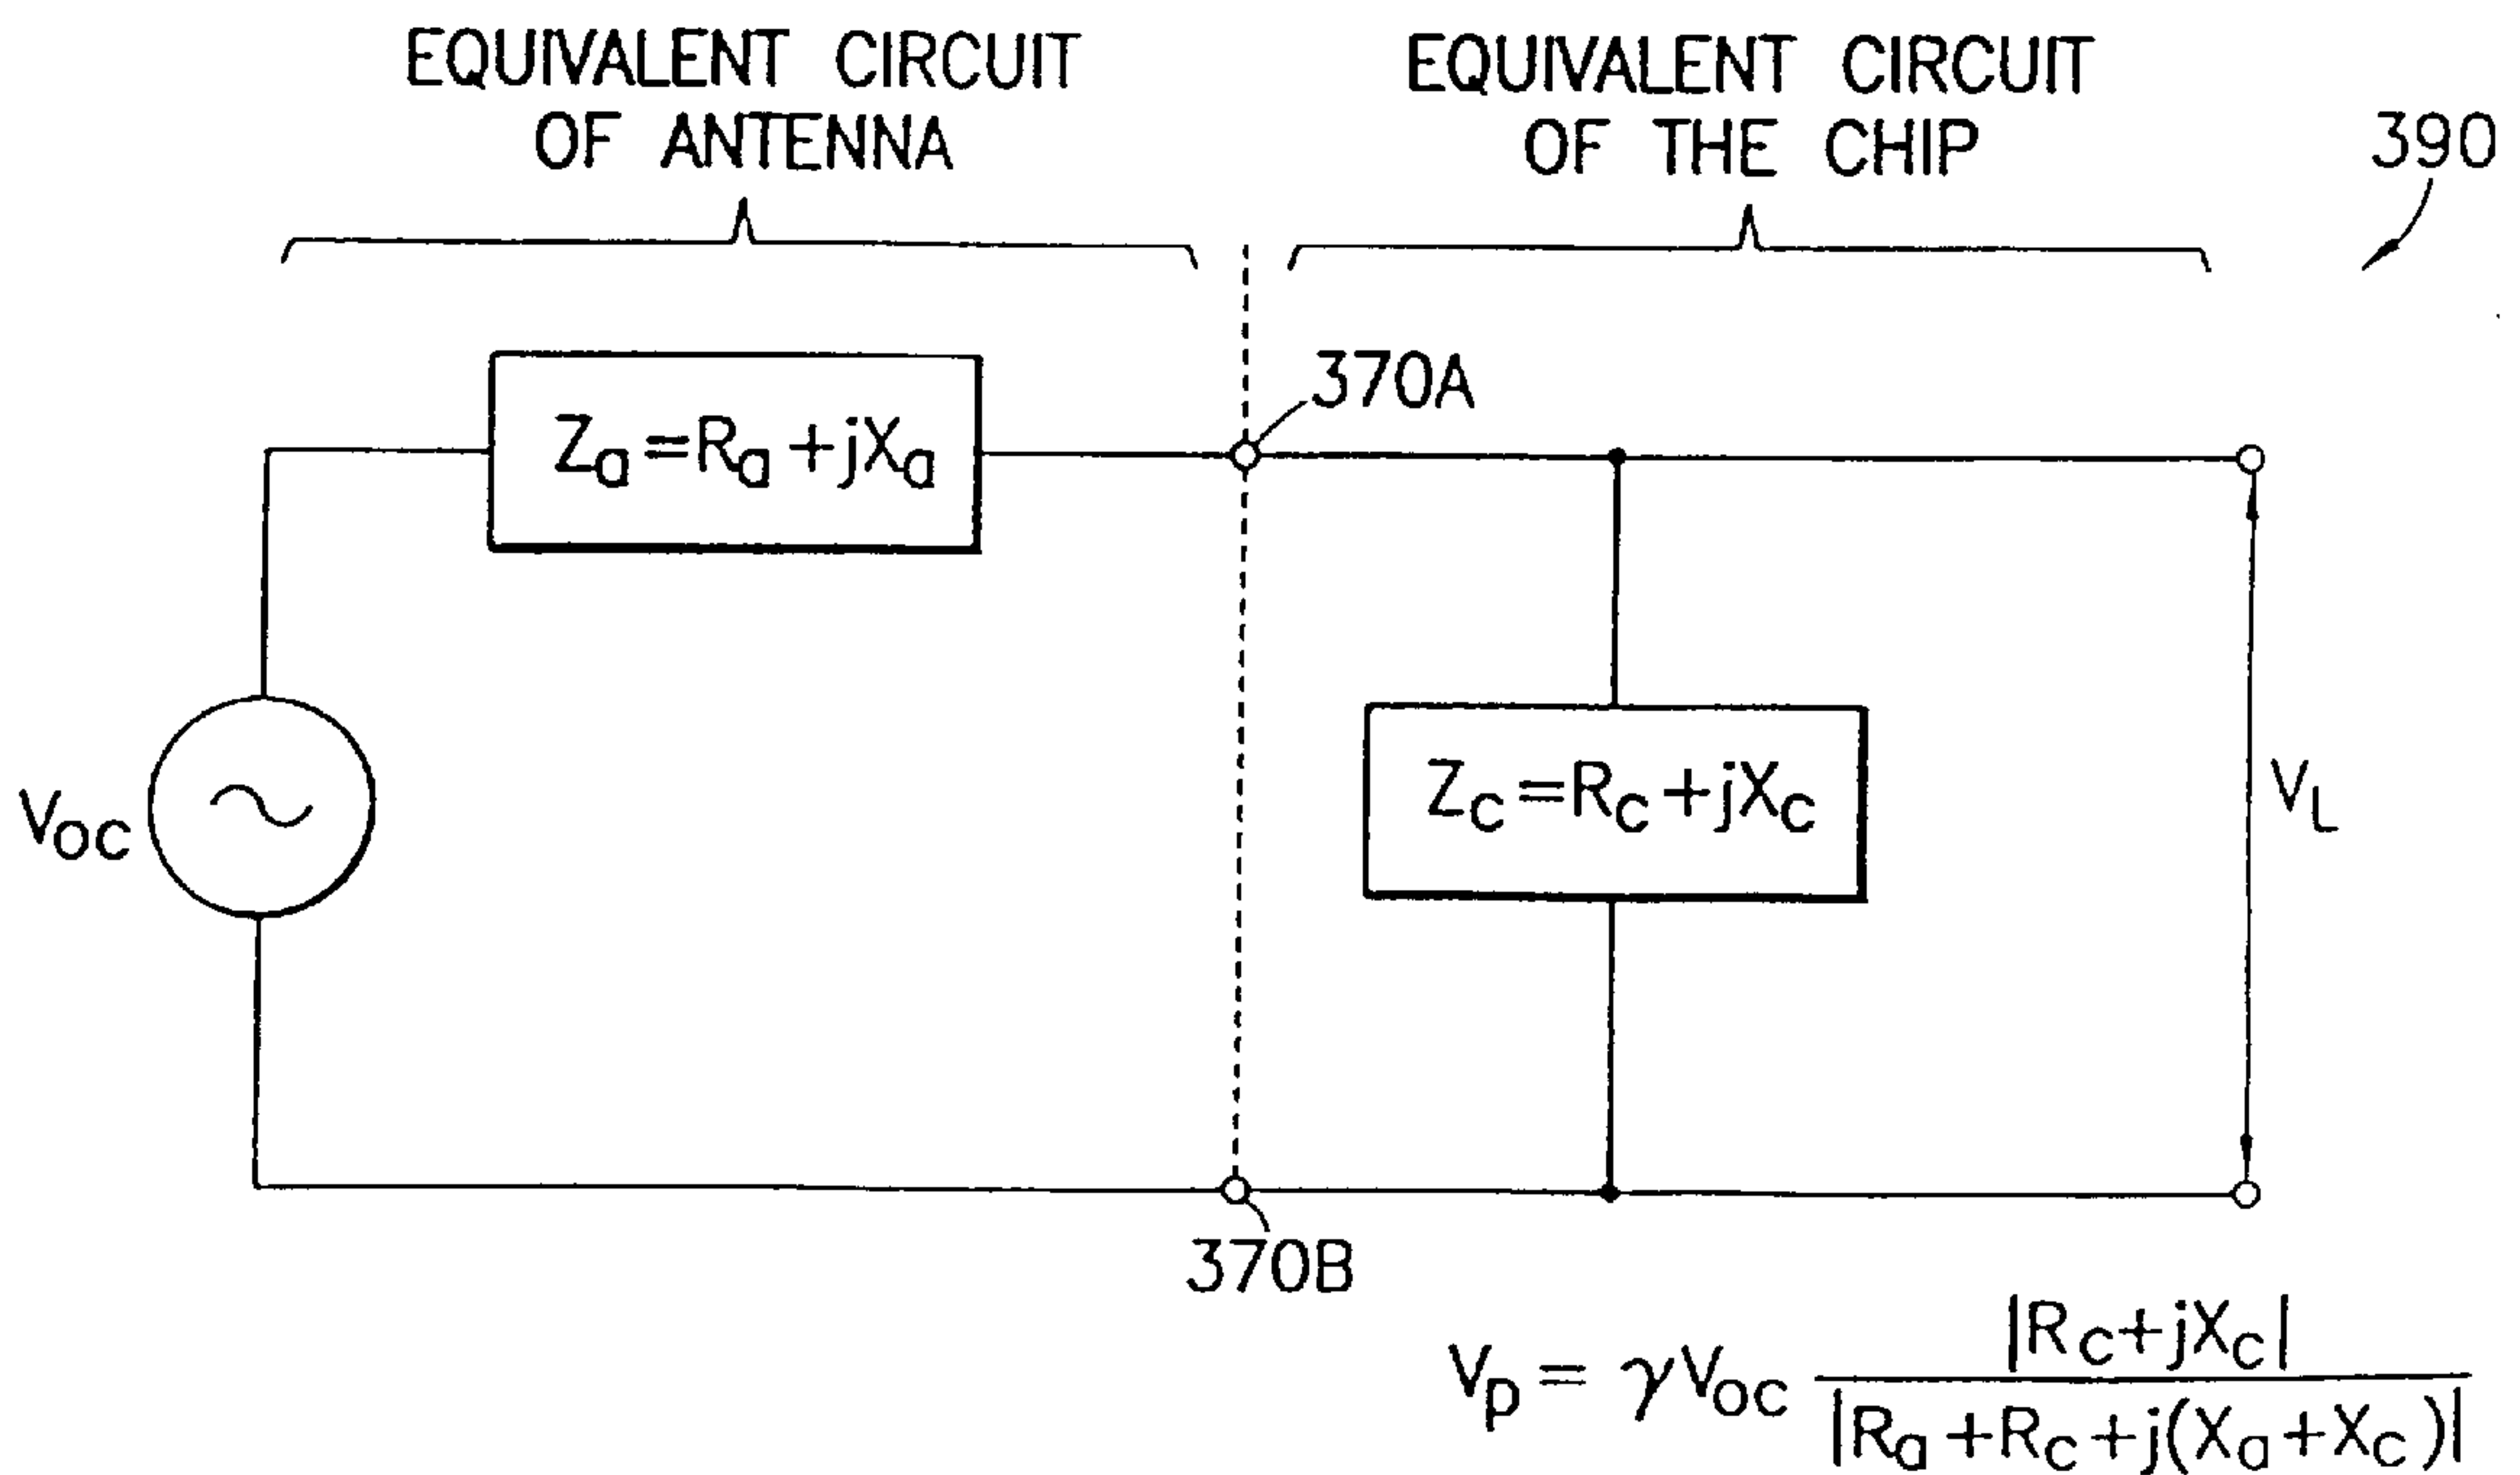 EQUIVALENT CIRCUIT
OF ANTENNA
EQUIVALENT CIRCUIT
OF THE CHIP
390
370A
Za=Ra+jXa
Zc=Rc+jXc
Voc
VL
370B
Vp = γVoc |Rc+jXc|
|Ra+Rc+j(Xa+Xc)|